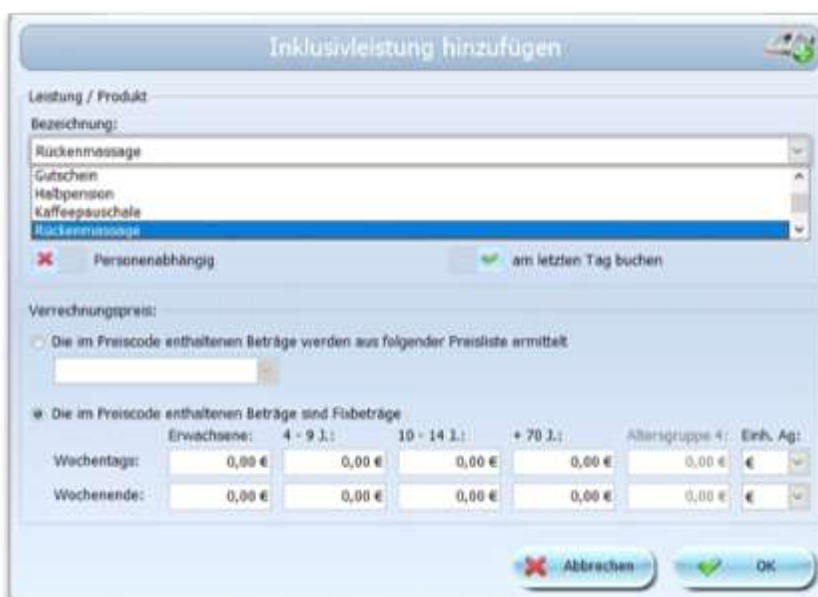 Inklusivleistung hinzufügen
Leistung / Produkt
Bezeichnung:
Rückenmassage
Gutschein
Halbpension
Kaffeepauschale
Rückenmassage
Personenabhängig am letzten Tag buchen
Verrechnungspreis:
Die im Preiscode enthaltenen Beträge werden aus folgender Preisliste ermittelt
Die im Preiscode enthaltenen Beträge sind Fixbeträge
Erwachsene: 4 - 9 J.: 10 - 14 J.: + 70 J.: Altersgruppe 4: Einh. Ag:
Wochentags: 0,00 € 0,00 € 0,00 € 0,00 € 0,00 € €
Wochenende: 0,00 € 0,00 € 0,00 € 0,00 € 0,00 € €
Abbrechen OK